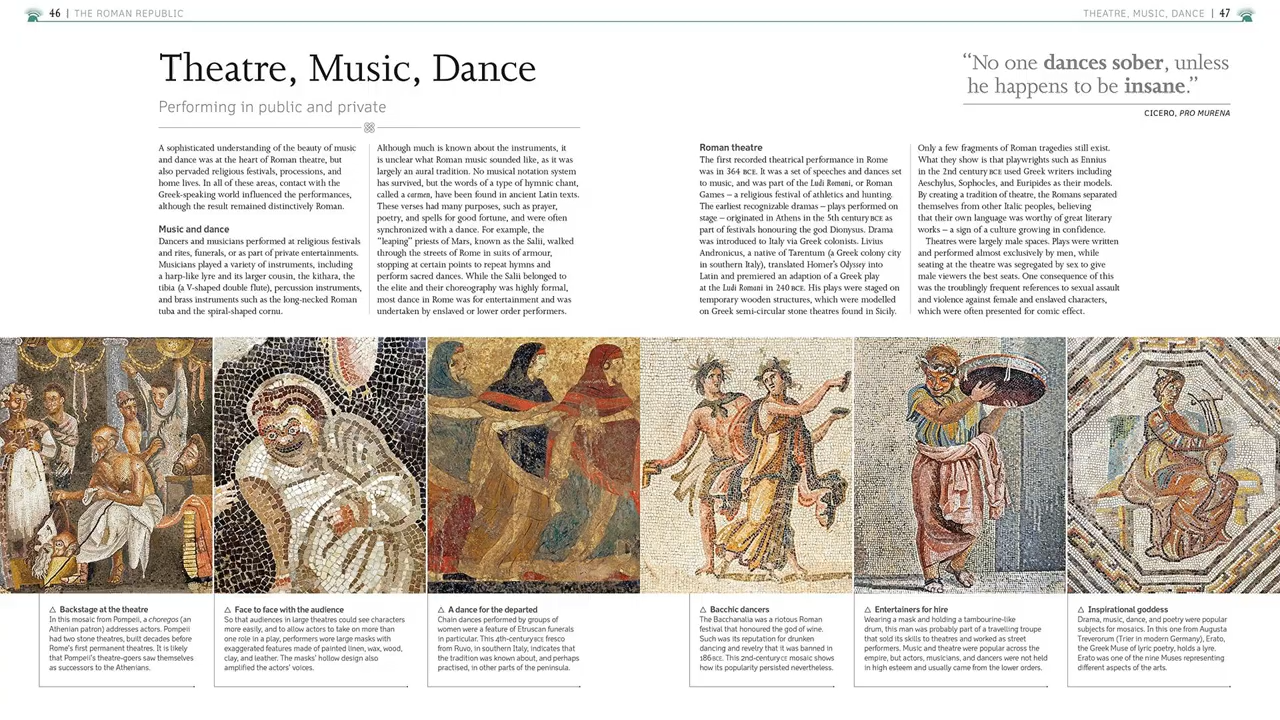 46 | THE ROMAN REPUBLIC
THEATRE, MUSIC, DANCE | 47
Theatre, Music, Dance
Performing in public and private
“No one dances sober, unless
he happens to be insane.”
CICERO, PRO MURENA
A sophisticated understanding of the beauty of music
and dance was at the heart of Roman theatre, but
also pervaded religious festivals, processions, and
home lives. In all of these areas, contact with the
Greek-speaking world influenced the performances,
although the result remained distinctively Roman.
Music and dance
Dancers and musicians performed at religious festivals
and rites, funerals, or as part of private entertainments.
Musicians played a variety of instruments, including
a harp-like lyre and its larger cousin, the kithara, the
tibia (a V-shaped double flute), percussion instruments,
and brass instruments such as the long-necked Roman
tuba and the spiral-shaped cornu.
Although much is known about the instruments, it
is unclear what Roman music sounded like, as it was
largely an aural tradition. No musical notation system
has survived, but the words of a type of hymnic chant,
called a carmen, have been found in ancient Latin texts.
These verses had many purposes, such as prayer,
poetry, and spells for good fortune, and were often
synchronized with a dance. For example, the
“leaping” priests of Mars, known as the Salii, walked
through the streets of Rome in suits of armour,
stopping at certain points to repeat hymns and
perform sacred dances. While the Salii belonged to
the elite and their choreography was highly formal,
most dance in Rome was for entertainment and was
undertaken by enslaved or lower order performers.
Roman theatre
The first recorded theatrical performance in Rome
was in 364 BCE. It was a set of speeches and dances set
to music, and was part of the Ludi Romani, or Roman
Games – a religious festival of athletics and hunting.
The earliest recognizable dramas – plays performed on
stage – originated in Athens in the 5th century BCE as
part of festivals honouring the god Dionysus. Drama
was introduced to Italy via Greek colonists. Livius
Andronicus, a native of Tarentum (a Greek colony city
in southern Italy), translated Homer’s Odyssey into
Latin and premiered an adaption of a Greek play
at the Ludi Romani in 240 BCE. His plays were staged on
temporary wooden structures, which were modelled
on Greek semi-circular stone theatres found in Sicily.
Only a few fragments of Roman tragedies still exist.
What they show is that playwrights such as Ennius
in the 2nd century BCE used Greek writers including
Aeschylus, Sophocles, and Euripides as their models.
By creating a tradition of theatre, the Romans separated
themselves from other Italic peoples, believing
that their own language was worthy of great literary
works – a sign of a culture growing in confidence.
Theatres were largely male spaces. Plays were written
and performed almost exclusively by men, while
seating at the theatre was segregated by sex to give
male viewers the best seats. One consequence of this
was the troublingly frequent references to sexual assault
and violence against female and enslaved characters,
which were often presented for comic effect.
△ Backstage at the theatre
In this mosaic from Pompeii, a choregos (an
Athenian patron) addresses actors. Pompeii
had two stone theatres, built decades before
Rome’s first permanent theatres. It is likely
that Pompeii’s theatre-goers saw themselves
as successors to the Athenians.
△ Face to face with the audience
So that audiences in large theatres could see characters
more easily, and to allow actors to take on more than
one role in a play, performers wore large masks with
exaggerated features made of painted linen, wax, wood,
clay, and leather. The masks’ hollow design also
amplified the actors’ voices.
△ A dance for the departed
Chain dances performed by groups of
women were a feature of Etruscan funerals
in particular. This 4th-century BCE fresco
from Ruvo, in southern Italy, indicates that
the tradition was known about, and perhaps
practised, in other parts of the peninsula.
△ Bacchic dancers
The Bacchanalia was a riotous Roman
festival that honoured the god of wine.
Such was its reputation for drunken
dancing and revelry that it was banned in
186 BCE. This 2nd-century CE mosaic shows
how its popularity persisted nevertheless.
△ Entertainers for hire
Wearing a mask and holding a tambourine-like
drum, this man was probably part of a travelling troupe
that sold its skills to theatres and worked as street
performers. Music and theatre were popular across the
empire, but actors, musicians, and dancers were not held
in high esteem and usually came from the lower orders.
△ Inspirational goddess
Drama, music, dance, and poetry were popular
subjects for mosaics. In this one from Augusta
Treverorum (Trier in modern Germany), Erato,
the Greek Muse of lyric poetry, holds a lyre.
Erato was one of the nine Muses representing
different aspects of the arts.